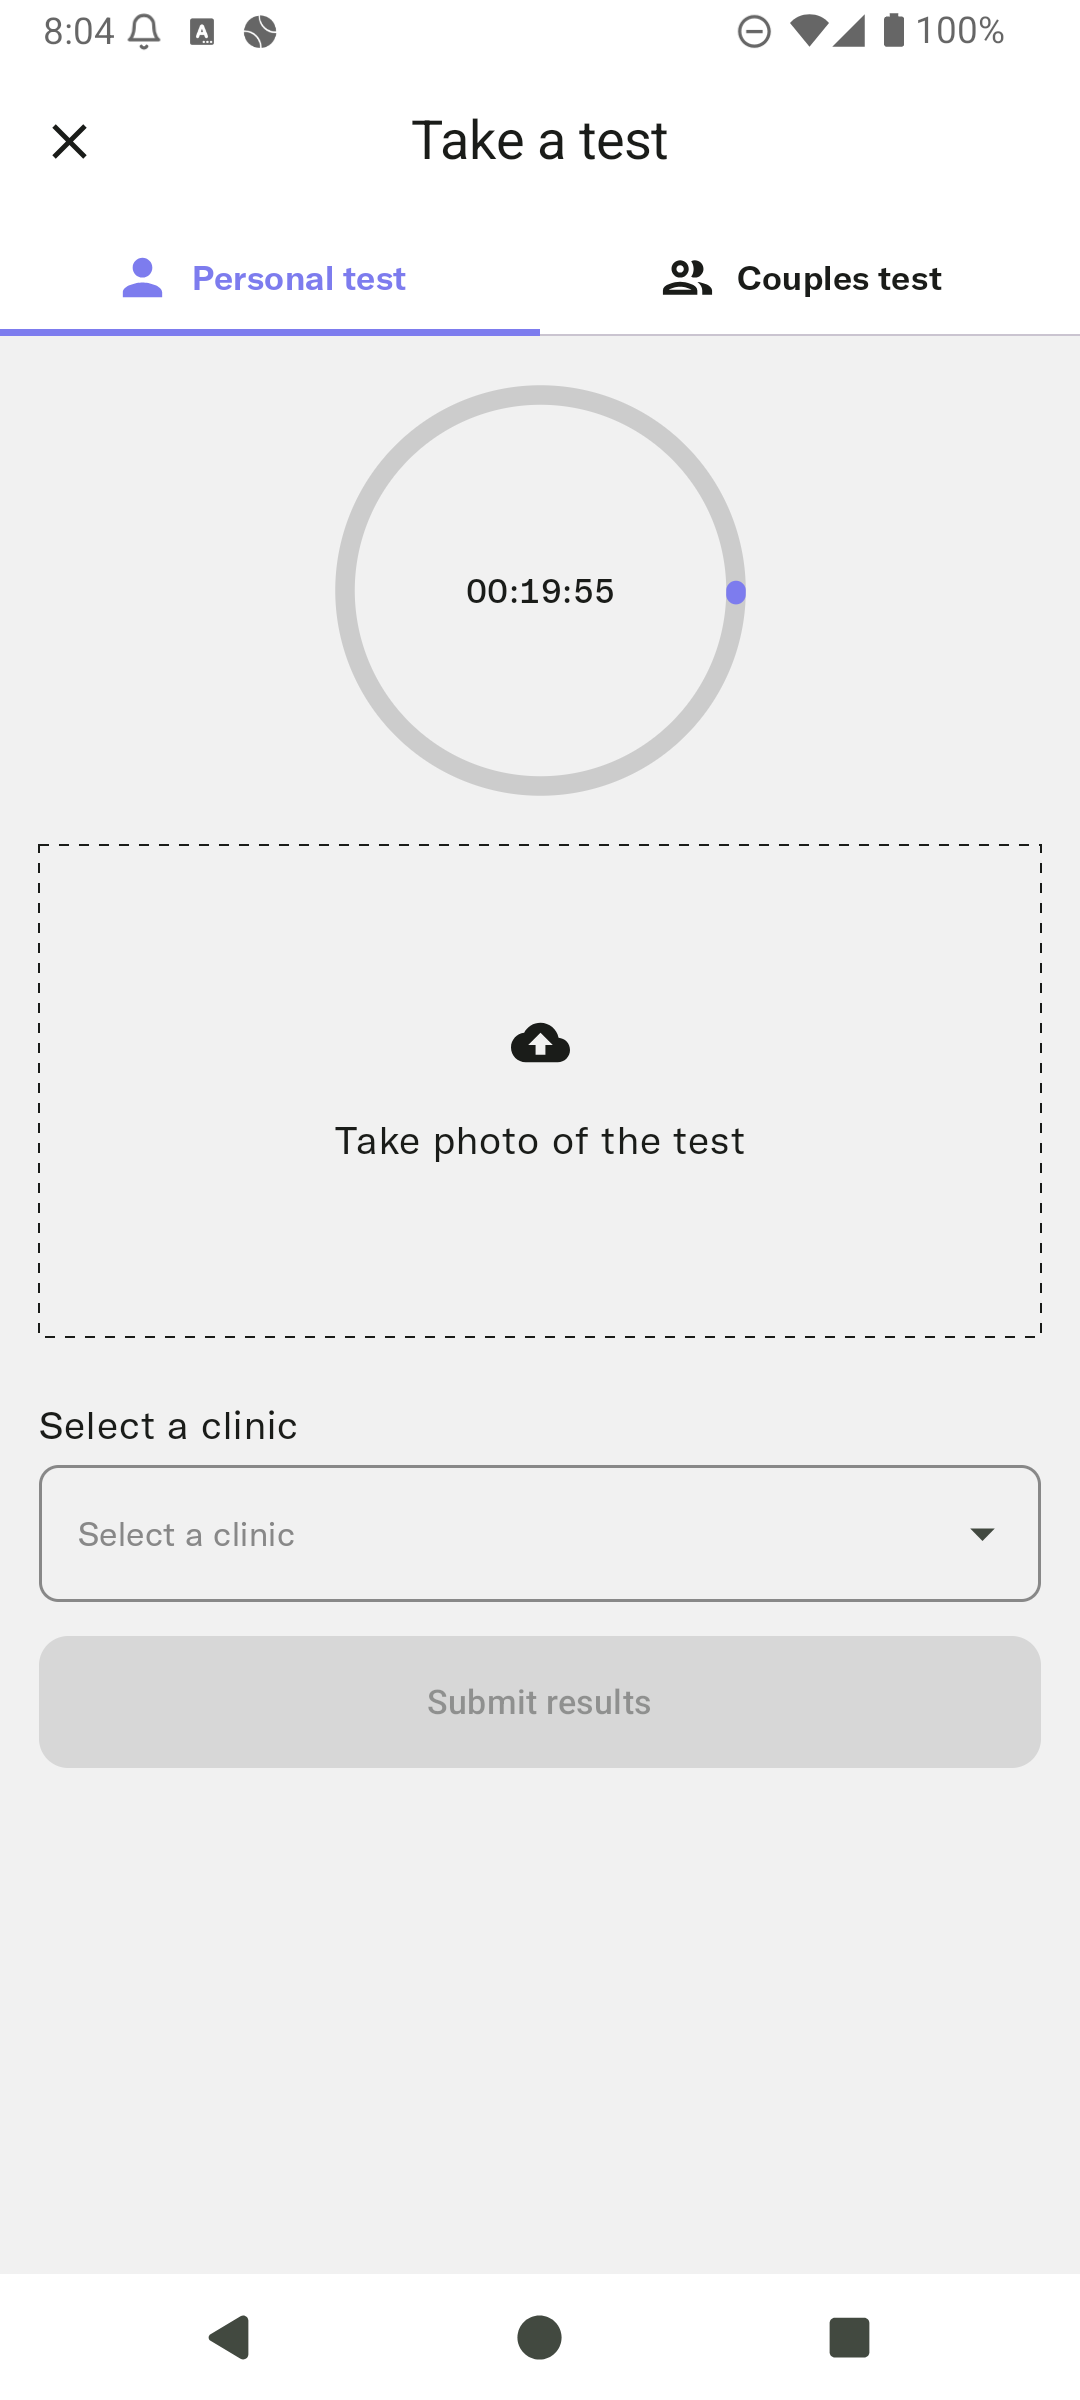 8:04
100%
Take a test
Personal test
Couples test
00:19:55
Take photo of the test
Select a clinic
Select a clinic
Submit results